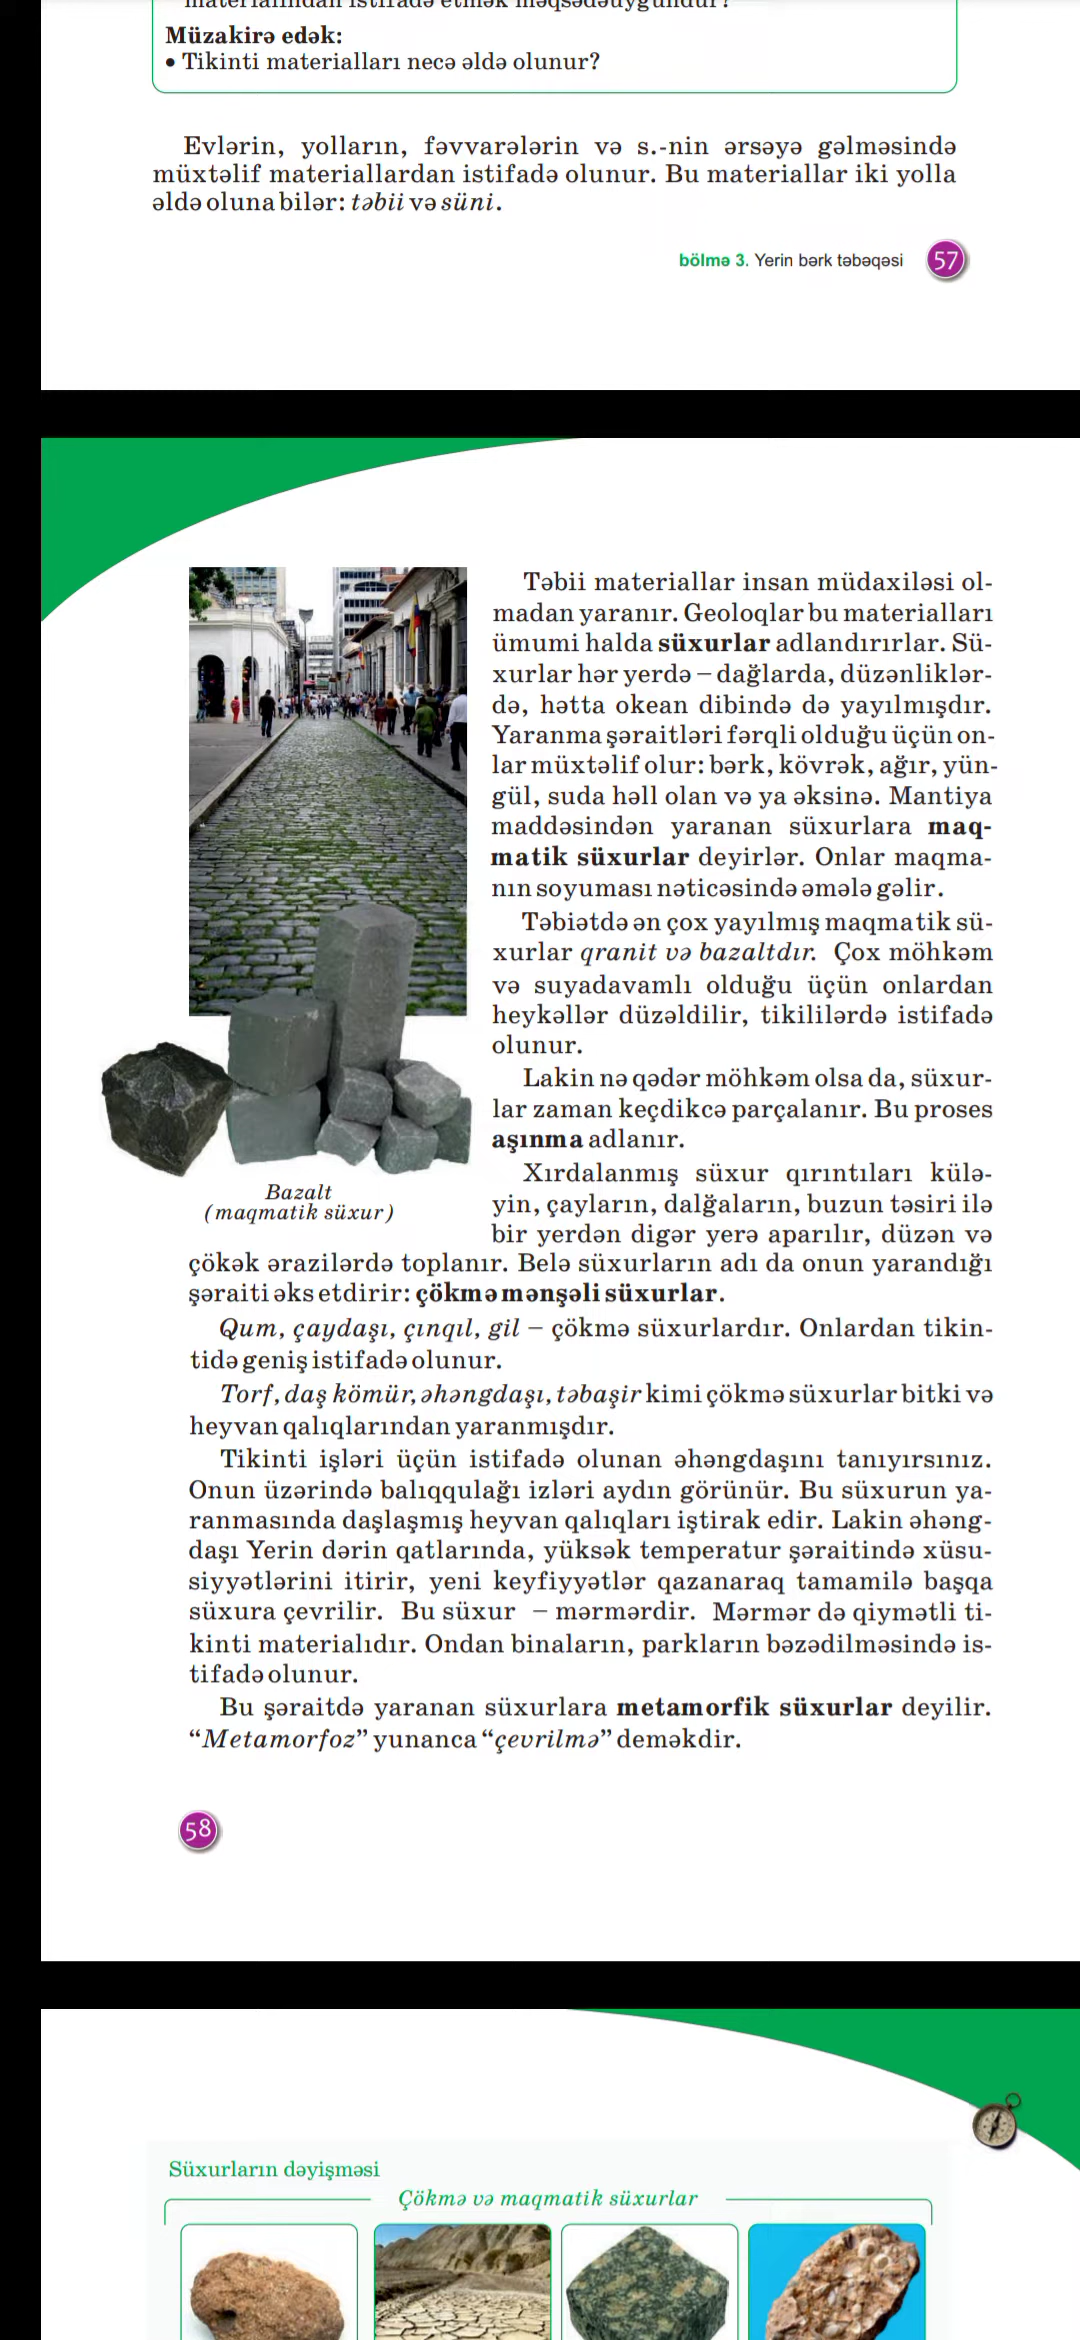 materialından istifadə etmək məqsədəuyğundur?
Müzakirə edək:
• Tikinti materialları necə əldə olunur?
Evlərin, yolların, fəvvarələrin və s.-nin ərsəyə gəlməsində
müxtəlif materiallardan istifadə olunur. Bu materiallar iki yolla
əldə oluna bilər: təbii və süni.
bölmə 3. Yerin bərk təbəqəsi 57
Təbii materiallar insan müdaxiləsi ol-
madan yaranır. Geoloqlar bu materialları
ümumi halda süxurlar adlandırırlar. Sü-
xurlar hər yerdə – dağlarda, düzənliklər-
də, hətta okean dibində də yayılmışdır.
Yaranma şəraitləri fərqli olduğu üçün on-
lar müxtəlif olur: bərk, kövrək, ağır, yün-
gül, suda həll olan və ya əksinə. Mantiya
maddəsindən yaranan süxurlara maq-
matik süxurlar deyirlər. Onlar maqma-
nın soyuması nəticəsində əmələ gəlir.
Təbiətdə ən çox yayılmış maqmatik sü-
xurlar qranit və bazaltdır. Çox möhkəm
və suyadavamlı olduğu üçün onlardan
heykəllər düzəldilir, tikililərdə istifadə
olunur.
Lakin nə qədər möhkəm olsa da, süxur-
lar zaman keçdikcə parçalanır. Bu proses
aşınma adlanır.
Xırdalanmış süxur qırıntıları külə-
yin, çayların, dalğaların, buzun təsiri ilə
bir yerdən digər yerə aparılır, düzən və
çökək ərazilərdə toplanır. Belə süxurların adı da onun yarandığı
şəraiti əks etdirir: çökmə mənşəli süxurlar.
Bazalt
(maqmatik süxur)
Qum, çaydaşı, çınqıl, gil – çökmə süxurlardır. Onlardan tikin-
tidə geniş istifadə olunur.
Torf, daş kömür, əhəngdaşı, təbaşir kimi çökmə süxurlar bitki və
heyvan qalıqlarından yaranmışdır.
Tikinti işləri üçün istifadə olunan əhəngdaşını tanıyırsınız.
Onun üzərində balıqqulağı izləri aydın görünür. Bu süxurun ya-
ranmasında daşlaşmış heyvan qalıqları iştirak edir. Lakin əhəng-
daşı Yerin dərin qatlarında, yüksək temperatur şəraitində xüsu-
siyyətlərini itirir, yeni keyfiyyətlər qazanaraq tamamilə başqa
süxura çevrilir. Bu süxur – mərmərdir. Mərmər də qiymətli ti-
kinti materialıdır. Ondan binaların, parkların bəzədilməsində is-
tifadə olunur.
Bu şəraitdə yaranan süxurlara metamorfik süxurlar deyilir.
“Metamorfoz” yunanca “çevrilmə” deməkdir.
58
Süxurların dəyişməsi
Çökmə və maqmatik süxurlar